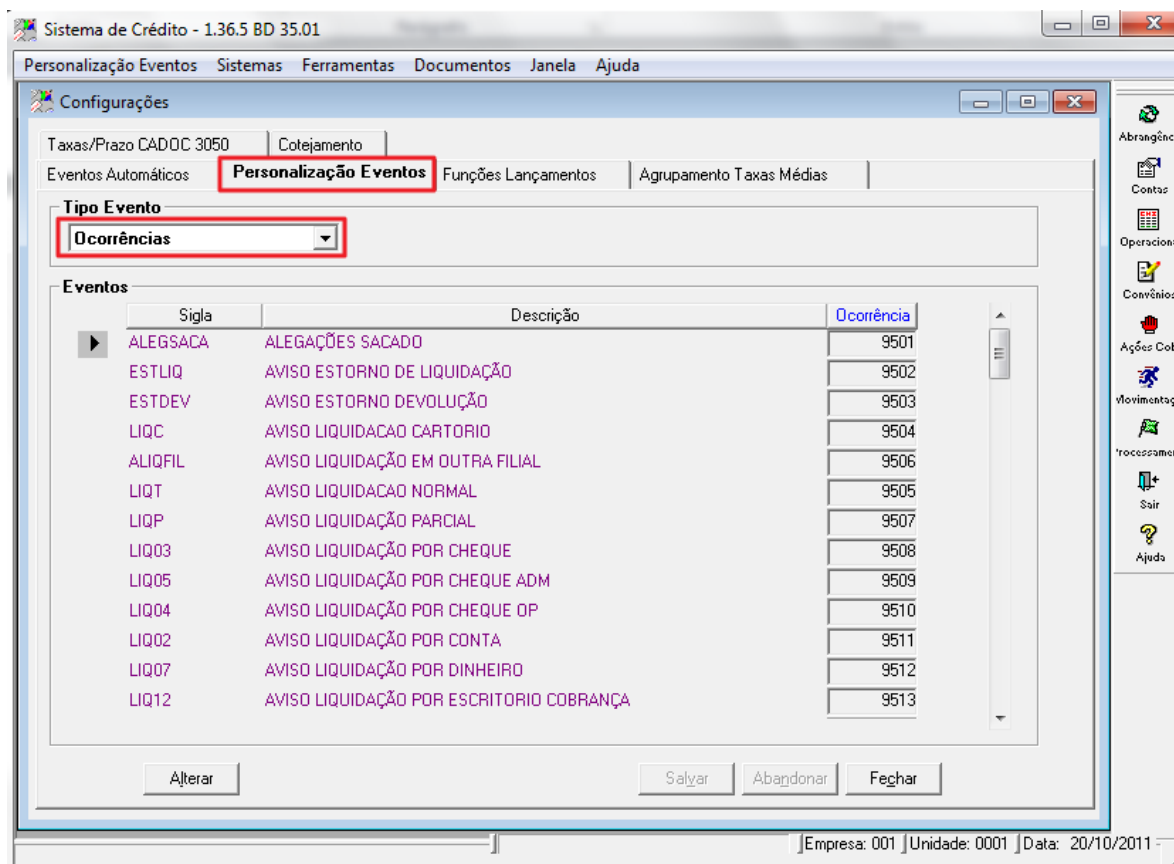 Sistema de Crédito - 1.36.5 BD 35.01
Personalização Eventos Sistemas Ferramentas Documentos Janela Ajuda
Configurações
Taxas/Prazo CADOC 3050 Cotejamento
Eventos Automáticos Personalização Eventos Funções Lançamentos Agrupamento Taxas Médias
Tipo Evento
Ocorrências
Eventos
Sigla Descrição Ocorrência
ALEGSACA ALEGAÇÕES SACADO 9501
ESTLIQ AVISO ESTORNO DE LIQUIDAÇÃO 9502
ESTDEV AVISO ESTORNO DEVOLUÇÃO 9503
LIQC AVISO LIQUIDACAO CARTORIO 9504
ALIQFIL AVISO LIQUIDAÇÃO EM OUTRA FILIAL 9506
LIQT AVISO LIQUIDACAO NORMAL 9505
LIQP AVISO LIQUIDAÇÃO PARCIAL 9507
LIQ03 AVISO LIQUIDAÇÃO POR CHEQUE 9508
LIQ05 AVISO LIQUIDAÇÃO POR CHEQUE ADM 9509
LIQ04 AVISO LIQUIDAÇÃO POR CHEQUE OP 9510
LIQ02 AVISO LIQUIDAÇÃO POR CONTA 9511
LIQ07 AVISO LIQUIDAÇÃO POR DINHEIRO 9512
LIQ12 AVISO LIQUIDAÇÃO POR ESCRITORIO COBRANÇA 9513
Alterar Salvar Abandonar Fechar
Abrangênc
Contas
Operacion
Convênios
Ações Cob
Movimentaç
rocessame
Sair
Ajuda
Empresa: 001 Unidade: 0001 Data: 20/10/2011